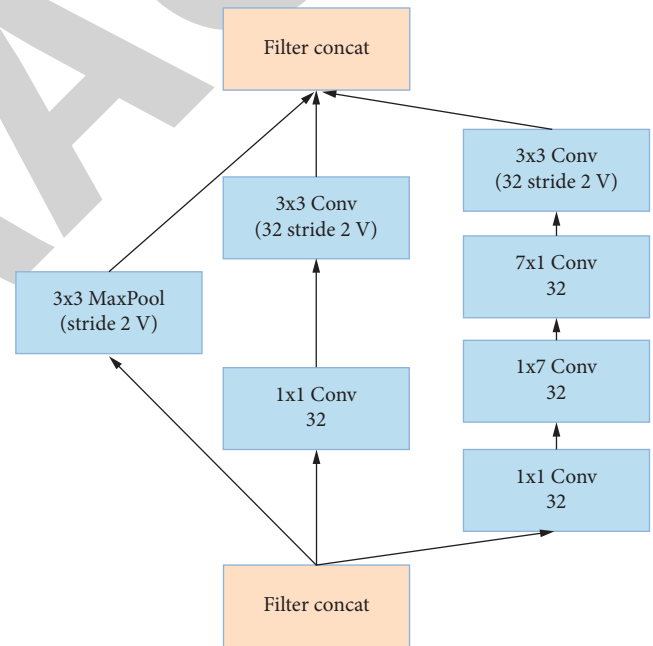 Filter concat
3x3 Conv
(32 stride 2 V)
3x3 Conv
(32 stride 2 V)
7x1 Conv
32
3x3 MaxPool
(stride 2 V)
1x7 Conv
32
1x1 Conv
32
1x1 Conv
32
Filter concat